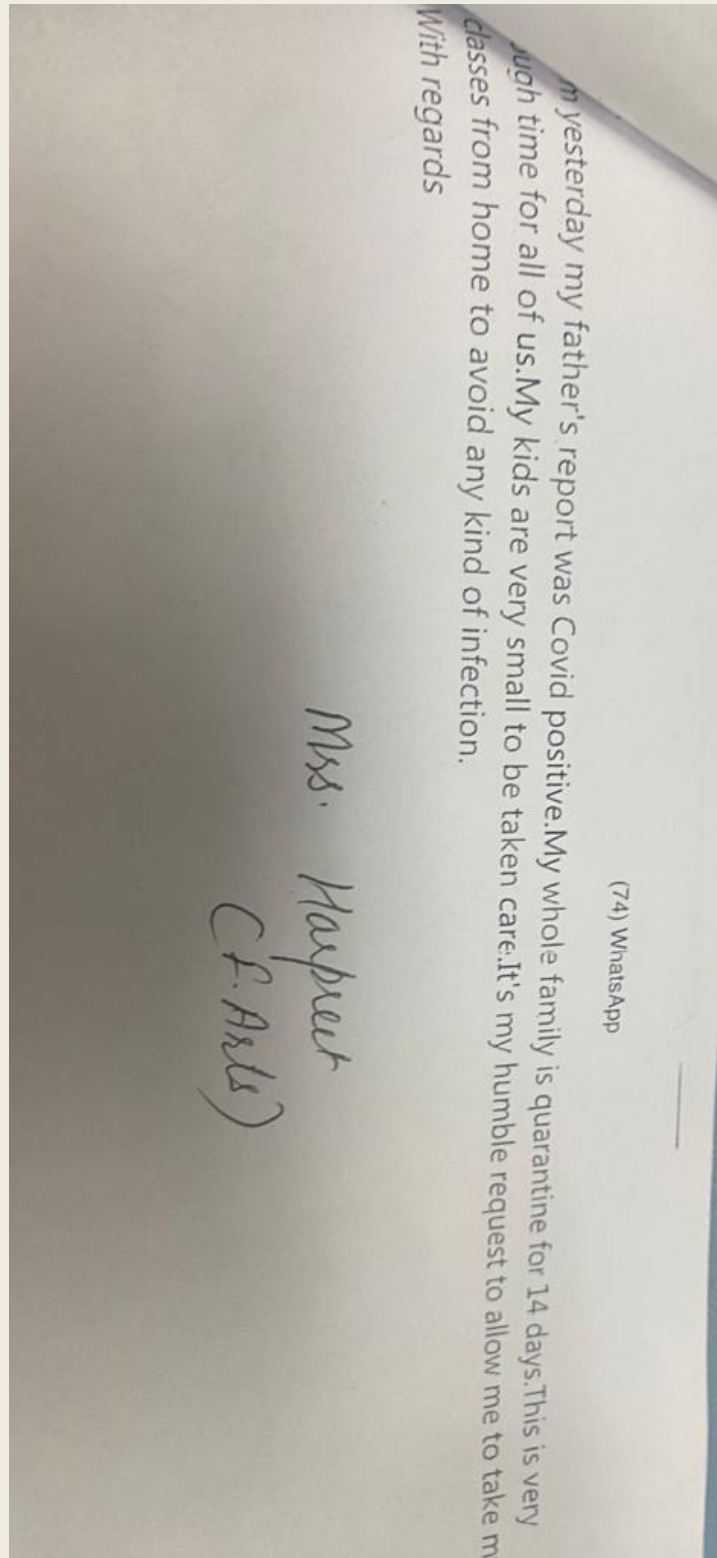 (74) WhatsApp
yesterday my father's report was Covid positive.My whole family is quarantine for 14 days.This is very
time for all of us.My kids are very small to be taken care.It's my humble request to allow me to take
classes from home to avoid any kind of infection.
With regards
Mrs. Harpreet
(F. Arts)